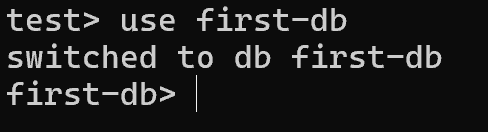 test> use first-db
switched to db first-db
first-db>